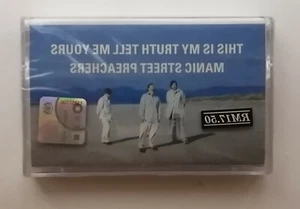 THIS IS MY TRUTH TELL ME YOURS
MANIC STREET PREACHERS
RM17.50